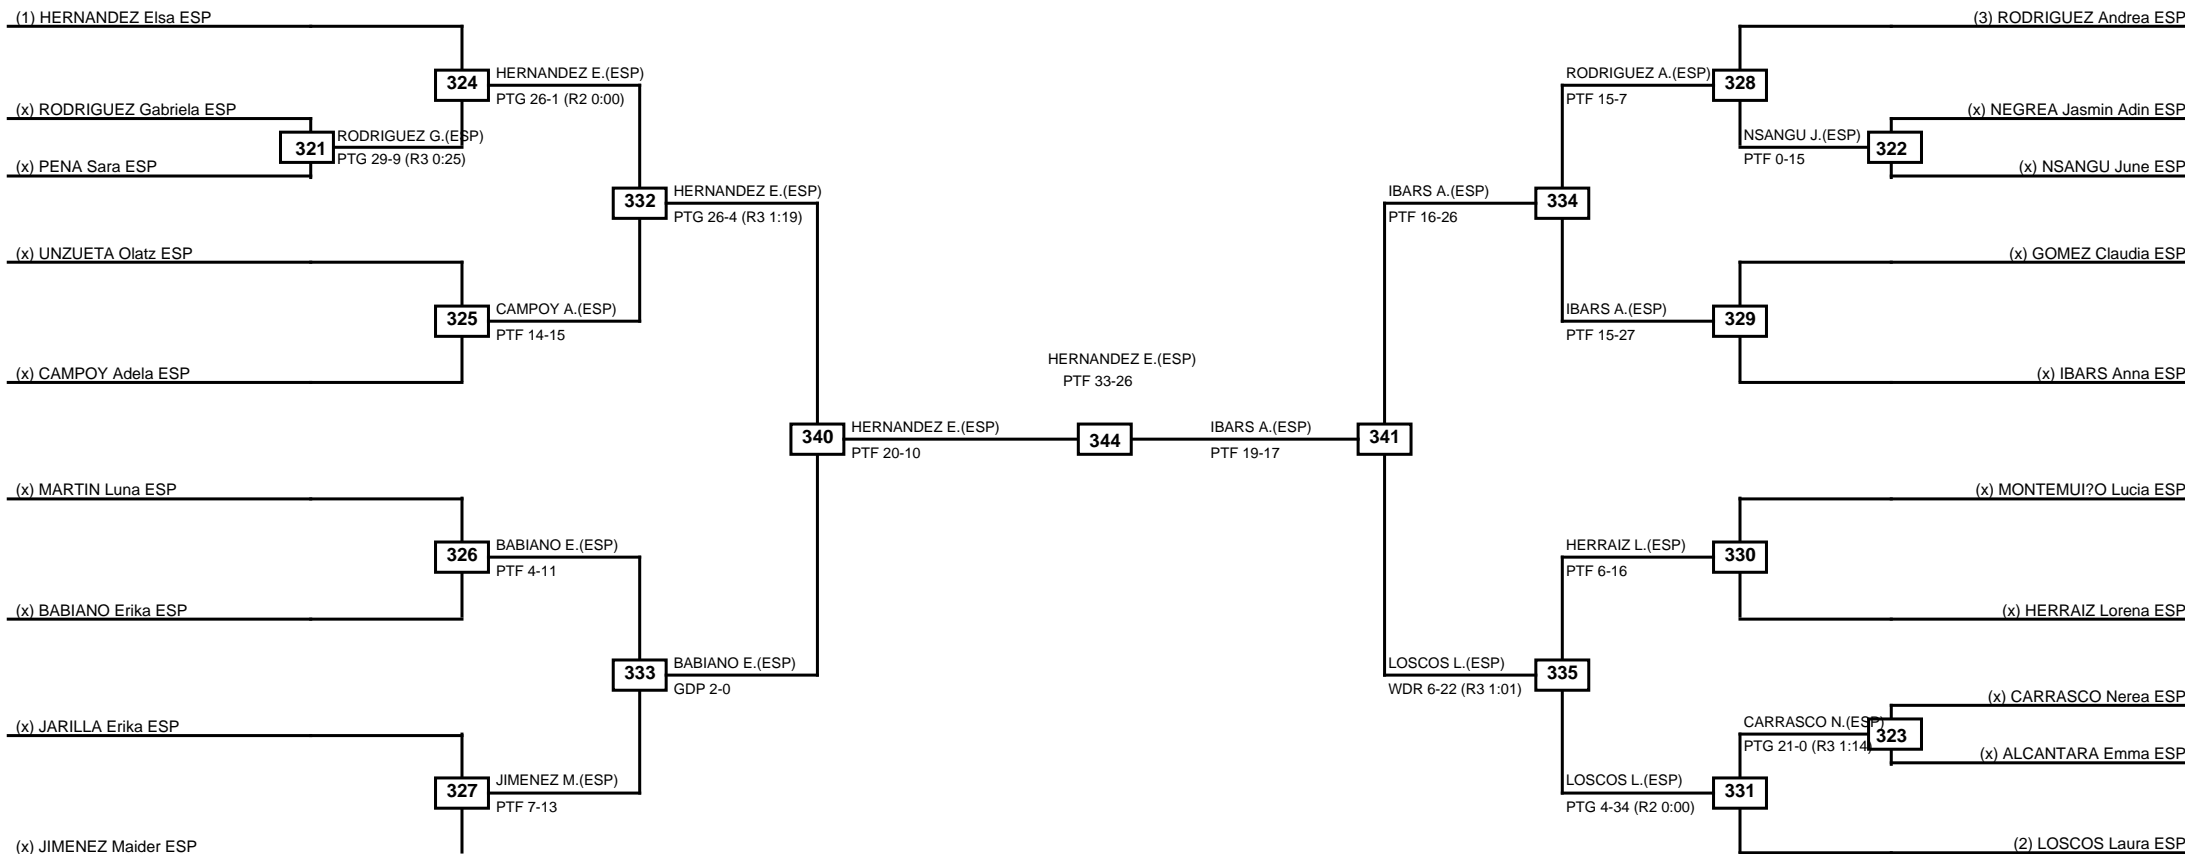 (1) HERNANDEZ Elsa ESP
(x) RODRIGUEZ Gabriela ESP
(x) PENA Sara ESP
(x) UNZUETA Olatz ESP
(x) CAMPOY Adela ESP
(x) MARTIN Luna ESP
(x) BABIANO Erika ESP
(x) JARILLA Erika ESP
(x) JIMENEZ Maider ESP
321
RODRIGUEZ G.(ESP)
PTG 29-9 (R3 0:25)
324
HERNANDEZ E.(ESP)
PTG 26-1 (R2 0:00)
325
CAMPOY A.(ESP)
PTF 14-15
326
BABIANO E.(ESP)
PTF 4-11
327
JIMENEZ M.(ESP)
PTF 7-13
332
HERNANDEZ E.(ESP)
PTG 26-4 (R3 1:19)
333
BABIANO E.(ESP)
GDP 2-0
340
HERNANDEZ E.(ESP)
PTF 20-10
HERNANDEZ E.(ESP)
PTF 33-26
344
IBARS A.(ESP)
PTF 19-17
341
IBARS A.(ESP)
PTF 16-26
334
LOSCOS L.(ESP)
WDR 6-22 (R3 1:01)
335
RODRIGUEZ A.(ESP)
PTF 15-7
328
IBARS A.(ESP)
PTF 15-27
329
HERRAIZ L.(ESP)
PTF 6-16
330
LOSCOS L.(ESP)
PTG 4-34 (R2 0:00)
331
NSANGU J.(ESP)
PTF 0-15
322
CARRASCO N.(ESP)
PTG 21-0 (R3 1:14)
323
(3) RODRIGUEZ Andrea ESP
(x) NEGREA Jasmin Adin ESP
(x) NSANGU June ESP
(x) GOMEZ Claudia ESP
(x) IBARS Anna ESP
(x) MONTEMUI?O Lucia ESP
(x) HERRAIZ Lorena ESP
(x) CARRASCO Nerea ESP
(x) ALCANTARA Emma ESP
(2) LOSCOS Laura ESP